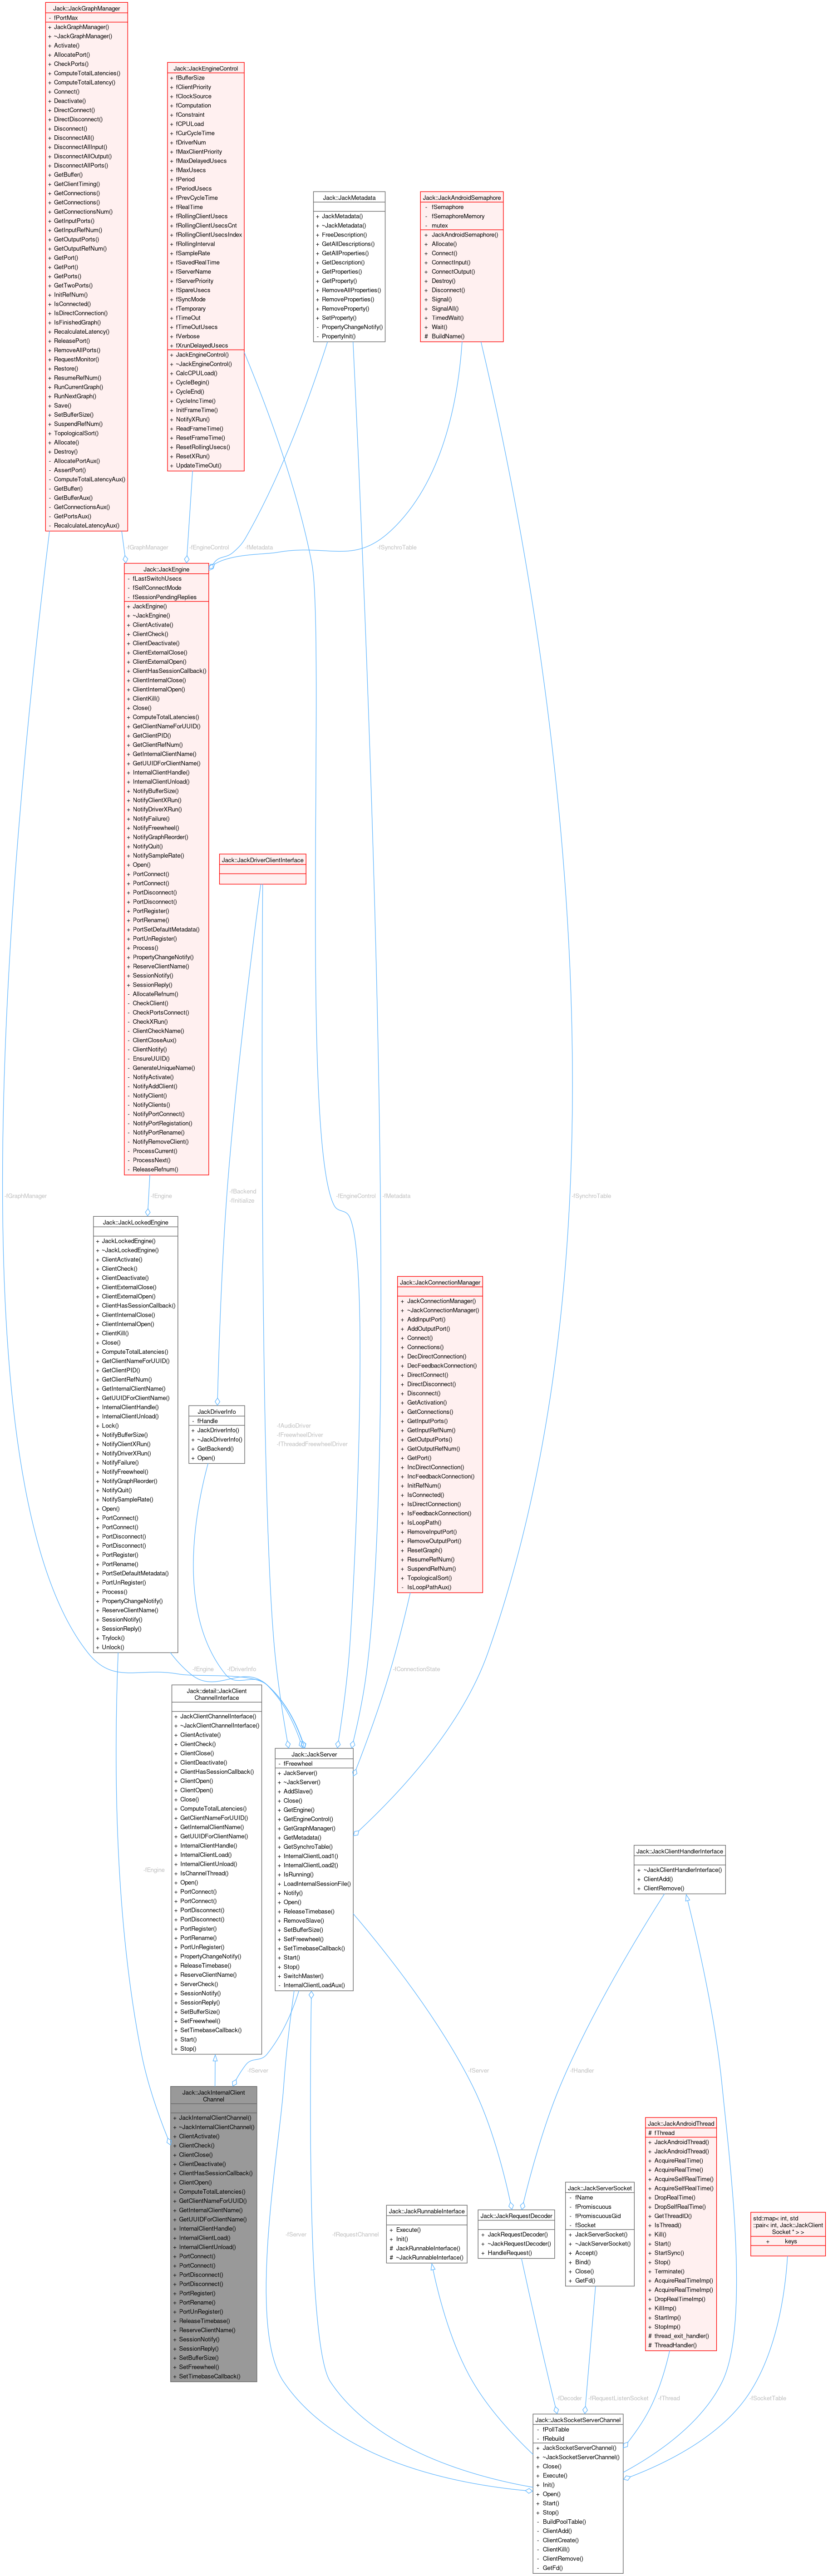 Jack::JackGraphManager
- fPortMax
+ JackGraphManager()
+ ~JackGraphManager()
+ Activate()
+ AllocatePort()
+ CheckPorts()
+ ComputeTotalLatencies()
+ ComputeTotalLatency()
+ Connect()
+ Deactivate()
+ DirectConnect()
+ DirectDisconnect()
+ Disconnect()
+ DisconnectAll()
+ DisconnectAllInput()
+ DisconnectAllOutput()
+ DisconnectAllPorts()
+ GetBuffer()
+ GetClientTiming()
+ GetConnections()
+ GetConnections()
+ GetConnectionsNum()
+ GetInputPorts()
+ GetInputRefNum()
+ GetOutputPorts()
+ GetOutputRefNum()
+ GetPort()
+ GetPort()
+ GetPorts()
+ GetTwoPorts()
+ InitRefNum()
+ IsConnected()
+ IsDirectConnection()
+ IsFinishedGraph()
+ RecalculateLatency()
+ ReleasePort()
+ RemoveAllPorts()
+ RequestMonitor()
+ Restore()
+ ResumeRefNum()
+ RunCurrentGraph()
+ RunNextGraph()
+ Save()
+ SetBufferSize()
+ SuspendRefNum()
+ TopologicalSort()
+ Allocate()
+ Destroy()
- AllocatePortAux()
- AssertPort()
- ComputeTotalLatencyAux()
- GetBuffer()
- GetBufferAux()
- GetConnectionsAux()
- GetPortsAux()
- RecalculateLatencyAux()
Jack::JackEngineControl
+ fBufferSize
+ fClientPriority
+ fClockSource
+ fComputation
+ fConstraint
+ fCPULoad
+ fCurCycleTime
+ fDriverNum
+ fMaxClientPriority
+ fMaxDelayedUsecs
+ fMaxUsecs
+ fPeriod
+ fPeriodUsecs
+ fPrevCycleTime
+ fRealTime
+ fRollingClientUsecs
+ fRollingClientUsecsCnt
+ fRollingClientUsecsIndex
+ fRollingInterval
+ fSampleRate
+ fSavedRealTime
+ fServerName
+ fServerPriority
+ fSpareUsecs
+ fSyncMode
+ fTemporary
+ fTimeOut
+ fTimeOutUsecs
+ fVerbose
+ fXrunDelayedUsecs
+ JackEngineControl()
+ ~JackEngineControl()
+ CalcCPULoad()
+ CycleBegin()
+ CycleEnd()
+ CycleIncTime()
+ InitFrameTime()
+ NotifyXRun()
+ ReadFrameTime()
+ ResetFrameTime()
+ ResetRollingUsecs()
+ ResetXRun()
+ UpdateTimeOut()
Jack::JackMetadata
+ JackMetadata()
+ ~JackMetadata()
+ FreeDescription()
+ GetAllDescriptions()
+ GetAllProperties()
+ GetDescription()
+ GetProperties()
+ GetProperty()
+ RemoveAllProperties()
+ RemoveProperties()
+ RemoveProperty()
+ SetProperty()
- PropertyChangeNotify()
- PropertyInit()
Jack::JackAndroidSemaphore
- fSemaphore
- fSemaphoreMemory
- mutex
+ JackAndroidSemaphore()
+ Allocate()
+ Connect()
+ ConnectInput()
+ ConnectOutput()
+ Destroy()
+ Disconnect()
+ Signal()
+ SignalAll()
+ TimedWait()
+ Wait()
# BuildName()
-fGraphManager
-fEngineControl
-fMetadata
-fSynchroTable
Jack::JackEngine
- fLastSwitchUsecs
- fSelfConnectMode
- fSessionPendingReplies
+ JackEngine()
+ ~JackEngine()
+ ClientActivate()
+ ClientCheck()
+ ClientDeactivate()
+ ClientExternalClose()
+ ClientExternalOpen()
+ ClientHasSessionCallback()
+ ClientInternalClose()
+ ClientInternalOpen()
+ ClientKill()
+ Close()
+ ComputeTotalLatencies()
+ GetClientNameForUUID()
+ GetClientPID()
+ GetClientRefNum()
+ GetInternalClientName()
+ GetUUIDForClientName()
+ InternalClientHandle()
+ InternalClientUnload()
+ NotifyBufferSize()
+ NotifyClientXRun()
+ NotifyDriverXRun()
+ NotifyFailure()
+ NotifyFreewheel()
+ NotifyGraphReorder()
+ NotifyQuit()
+ NotifySampleRate()
+ Open()
+ PortConnect()
+ PortConnect()
+ PortDisconnect()
+ PortDisconnect()
+ PortRegister()
+ PortRename()
+ PortSetDefaultMetadata()
+ PortUnRegister()
+ Process()
+ PropertyChangeNotify()
+ ReserveClientName()
+ SessionNotify()
+ SessionReply()
- AllocateRefnum()
- CheckClient()
- CheckPortsConnect()
- CheckXRun()
- ClientCheckName()
- ClientCloseAux()
- ClientNotify()
- EnsureUUID()
- GenerateUniqueName()
- NotifyActivate()
- NotifyAddClient()
- NotifyClient()
- NotifyClients()
- NotifyPortConnect()
- NotifyPortRegistation()
- NotifyPortRename()
- NotifyRemoveClient()
- ProcessCurrent()
- ProcessNext()
- ReleaseRefnum()
Jack::JackDriverClientInterface
-fGraphManager
-fEngine
-fBackend
-fInitialize
-fEngineControl
-fMetadata
-fSynchroTable
Jack::JackLockedEngine
+ JackLockedEngine()
+ ~JackLockedEngine()
+ ClientActivate()
+ ClientCheck()
+ ClientDeactivate()
+ ClientExternalClose()
+ ClientExternalOpen()
+ ClientHasSessionCallback()
+ ClientInternalClose()
+ ClientInternalOpen()
+ ClientKill()
+ Close()
+ ComputeTotalLatencies()
+ GetClientNameForUUID()
+ GetClientPID()
+ GetClientRefNum()
+ GetInternalClientName()
+ GetUUIDForClientName()
+ InternalClientHandle()
+ InternalClientUnload()
+ Lock()
+ NotifyBufferSize()
+ NotifyClientXRun()
+ NotifyDriverXRun()
+ NotifyFailure()
+ NotifyFreewheel()
+ NotifyGraphReorder()
+ NotifyQuit()
+ NotifySampleRate()
+ Open()
+ PortConnect()
+ PortConnect()
+ PortDisconnect()
+ PortDisconnect()
+ PortRegister()
+ PortRename()
+ PortSetDefaultMetadata()
+ PortUnRegister()
+ Process()
+ PropertyChangeNotify()
+ ReserveClientName()
+ SessionNotify()
+ SessionReply()
+ Trylock()
+ Unlock()
JackDriverInfo
- fHandle
+ JackDriverInfo()
+ ~JackDriverInfo()
+ GetBackend()
+ Open()
-fAudioDriver
-fFreewheelDriver
-fThreadedFreewheelDriver
Jack::JackConnectionManager
+ JackConnectionManager()
+ ~JackConnectionManager()
+ AddInputPort()
+ AddOutputPort()
+ Connect()
+ Connections()
+ DecDirectConnection()
+ DecFeedbackConnection()
+ DirectConnect()
+ DirectDisconnect()
+ Disconnect()
+ GetActivation()
+ GetConnections()
+ GetInputPorts()
+ GetInputRefNum()
+ GetOutputPorts()
+ GetOutputRefNum()
+ GetPort()
+ IncDirectConnection()
+ IncFeedbackConnection()
+ InitRefNum()
+ IsConnected()
+ IsDirectConnection()
+ IsFeedbackConnection()
+ IsLoopPath()
+ RemoveInputPort()
+ RemoveOutputPort()
+ ResetGraph()
+ ResumeRefNum()
+ SuspendRefNum()
+ TopologicalSort()
- IsLoopPathAux()
-fEngine
-fDriverInfo
-fConnectionState
Jack::detail::JackClient
ChannelInterface
+ JackClientChannelInterface()
+ ~JackClientChannelInterface()
+ ClientActivate()
+ ClientCheck()
+ ClientClose()
+ ClientDeactivate()
+ ClientHasSessionCallback()
+ ClientOpen()
+ ClientOpen()
+ Close()
+ ComputeTotalLatencies()
+ GetClientNameForUUID()
+ GetInternalClientName()
+ GetUUIDForClientName()
+ InternalClientHandle()
+ InternalClientLoad()
+ InternalClientUnload()
+ IsChannelThread()
+ Open()
+ PortConnect()
+ PortConnect()
+ PortDisconnect()
+ PortDisconnect()
+ PortRegister()
+ PortRename()
+ PortUnRegister()
+ PropertyChangeNotify()
+ ReleaseTimebase()
+ ReserveClientName()
+ ServerCheck()
+ SessionNotify()
+ SessionReply()
+ SetBufferSize()
+ SetFreewheel()
+ SetTimebaseCallback()
+ Start()
+ Stop()
Jack::JackServer
- fFreewheel
+ JackServer()
+ ~JackServer()
+ AddSlave()
+ Close()
+ GetEngine()
+ GetEngineControl()
+ GetGraphManager()
+ GetMetadata()
+ GetSynchroTable()
+ InternalClientLoad1()
+ InternalClientLoad2()
+ IsRunning()
+ LoadInternalSessionFile()
+ Notify()
+ Open()
+ ReleaseTimebase()
+ RemoveSlave()
+ SetBufferSize()
+ SetFreewheel()
+ SetTimebaseCallback()
+ Start()
+ Stop()
+ SwitchMaster()
- InternalClientLoadAux()
-fEngine
Jack::JackClientHandlerInterface
+ ~JackClientHandlerInterface()
+ ClientAdd()
+ ClientRemove()
-fServer
-fServer
-fHandler
Jack::JackInternalClient
Channel
+ JackInternalClientChannel()
+ ~JackInternalClientChannel()
+ ClientActivate()
+ ClientCheck()
+ ClientClose()
+ ClientDeactivate()
+ ClientHasSessionCallback()
+ ClientOpen()
+ ComputeTotalLatencies()
+ GetClientNameForUUID()
+ GetInternalClientName()
+ GetUUIDForClientName()
+ InternalClientHandle()
+ InternalClientLoad()
+ InternalClientUnload()
+ PortConnect()
+ PortConnect()
+ PortDisconnect()
+ PortDisconnect()
+ PortRegister()
+ PortRename()
+ PortUnRegister()
+ ReleaseTimebase()
+ ReserveClientName()
+ SessionNotify()
+ SessionReply()
+ SetBufferSize()
+ SetFreewheel()
+ SetTimebaseCallback()
-fServer
-fRequestChannel
Jack::JackRunnableInterface
+ Execute()
+ Init()
# JackRunnableInterface()
# ~JackRunnableInterface()
Jack::JackRequestDecoder
+ JackRequestDecoder()
+ ~JackRequestDecoder()
+ HandleRequest()
Jack::JackServerSocket
- fName
- fPromiscuous
- fPromiscuousGid
- fSocket
+ JackServerSocket()
+ ~JackServerSocket()
+ Accept()
+ Bind()
+ Close()
+ GetFd()
Jack::JackAndroidThread
# fThread
+ JackAndroidThread()
+ JackAndroidThread()
+ AcquireRealTime()
+ AcquireRealTime()
+ AcquireSelfRealTime()
+ AcquireSelfRealTime()
+ DropRealTime()
+ DropSelfRealTime()
+ GetThreadID()
+ IsThread()
+ Kill()
+ Start()
+ StartSync()
+ Stop()
+ Terminate()
+ AcquireRealTimeImp()
+ AcquireRealTimeImp()
+ DropRealTimeImp()
+ KillImp()
+ StartImp()
+ StopImp()
# thread_exit_handler()
# ThreadHandler()
std::map< int, std
::pair< int, Jack::JackClient
Socket * > >
+ keys
-fDecoder
-fRequestListenSocket
-fThread
-fSocketTable
Jack::JackSocketServerChannel
- fPollTable
- fRebuild
+ JackSocketServerChannel()
+ ~JackSocketServerChannel()
+ Close()
+ Execute()
+ Init()
+ Open()
+ Start()
+ Stop()
- BuildPoolTable()
- ClientAdd()
- ClientCreate()
- ClientKill()
- ClientRemove()
- GetFd()